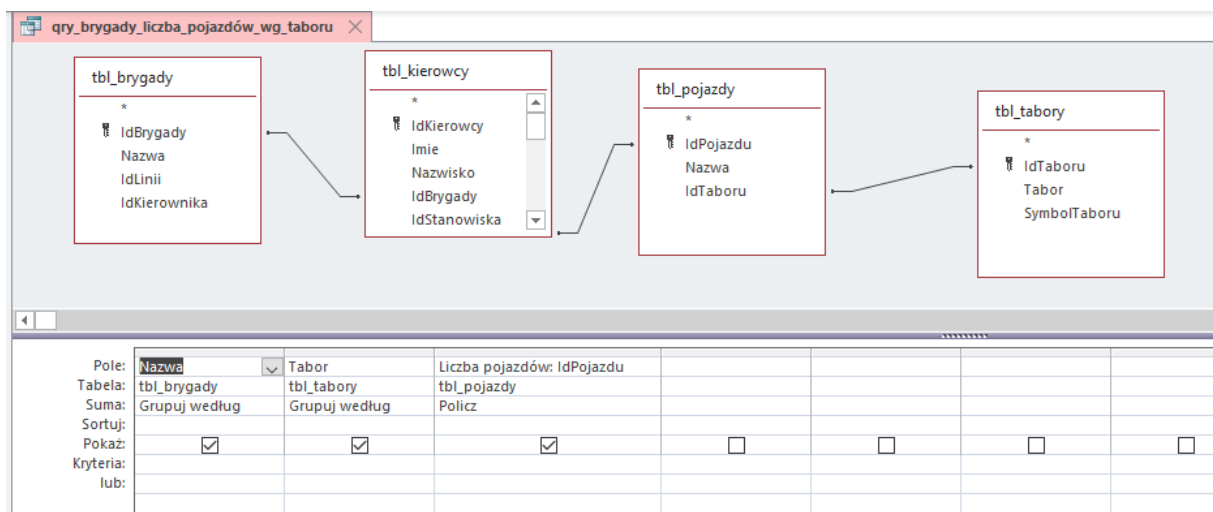 qry_brygady_liczba_pojazdów_wg_taboru
tbl_brygady
*
IdBrygady
Nazwa
IdLinii
IdKierownika
tbl_kierowcy
*
IdKierowcy
Imie
Nazwisko
IdBrygady
IdStanowiska
tbl_pojazdy
*
IdPojazdu
Nazwa
IdTaboru
tbl_tabory
*
IdTaboru
Tabor
SymbolTaboru
Pole: Nazwa Tabor Liczba pojazdów: IdPojazdu
Tabela: tbl_brygady tbl_tabory tbl_pojazdy
Suma: Grupuj według Grupuj według Policz
Sortuj:
Pokaż:
Kryteria:
lub: